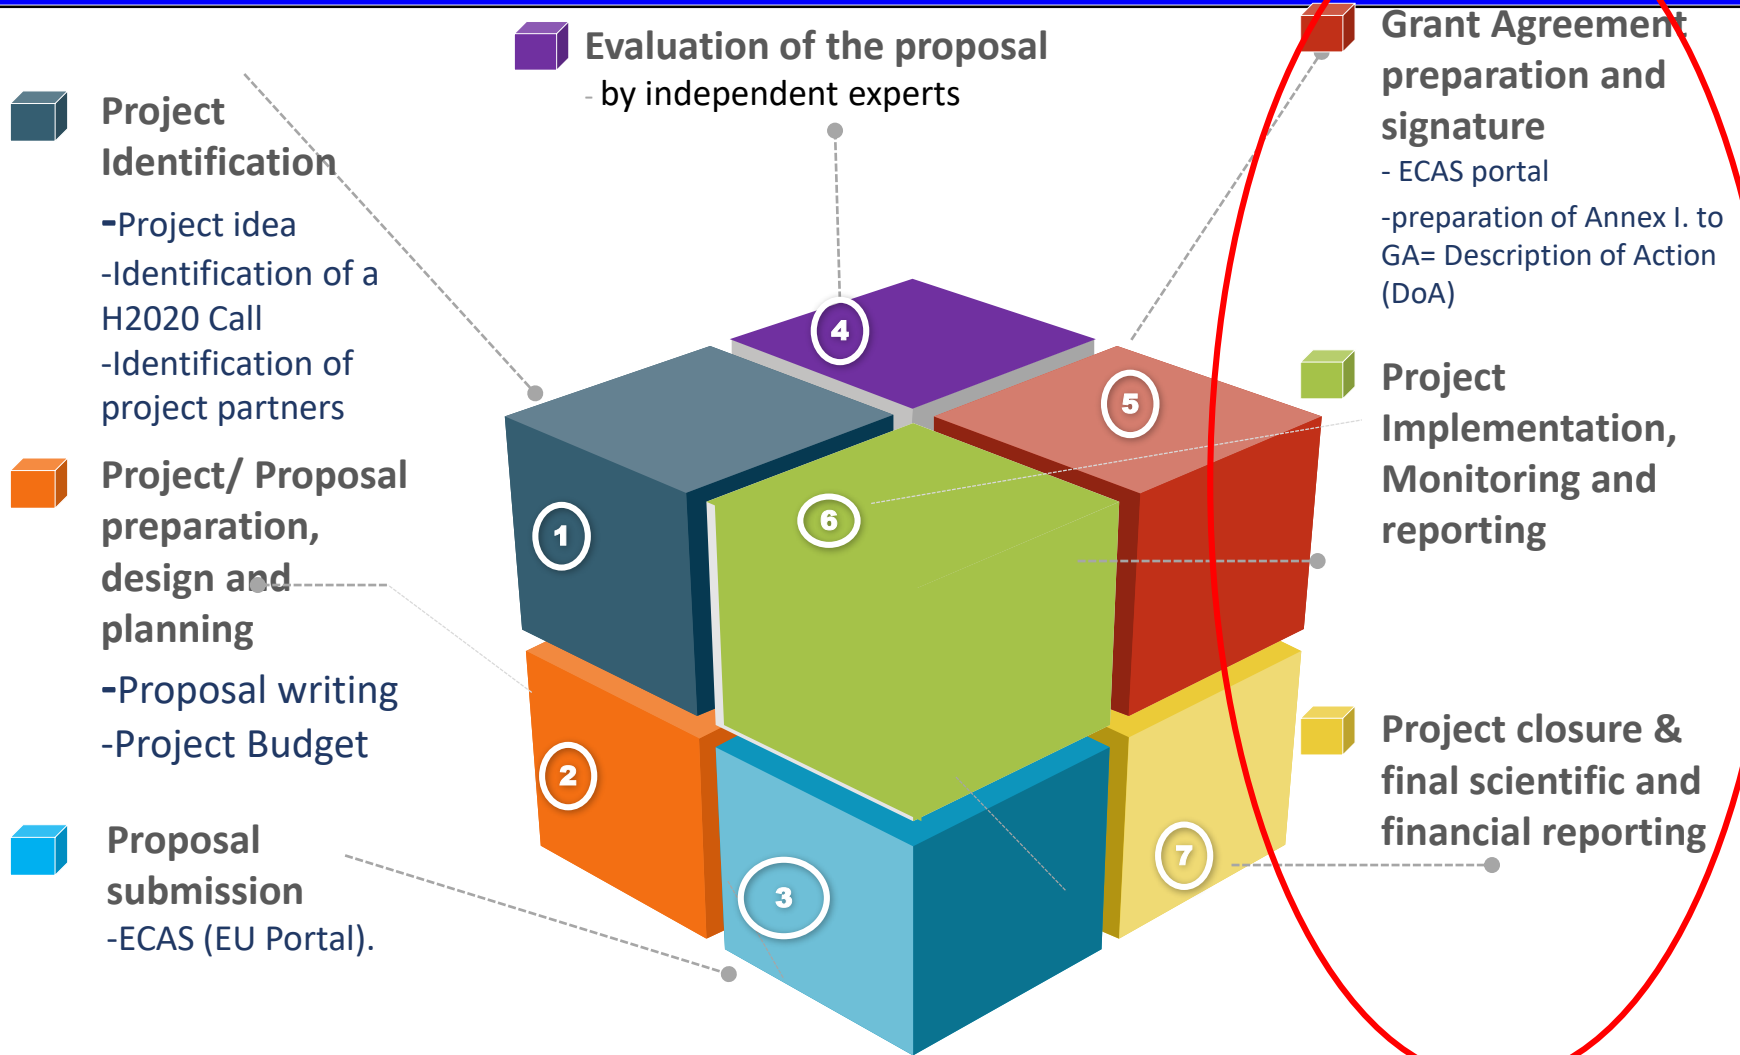 Project
Identification
-Project idea
-Identification of a
H2020 Call
-Identification of
project partners
Project/ Proposal
preparation,
design and
planning
-Proposal writing
-Project Budget
Proposal
submission
-ECAS (EU Portal).
Evaluation of the proposal
- by independent experts
4
5
6
1
2
3
7
Grant Agreement
preparation and
signature
- ECAS portal
-preparation of Annex I. to
GA= Description of Action
(DoA)
Project
Implementation,
Monitoring and
reporting
Project closure &
final scientific and
financial reporting